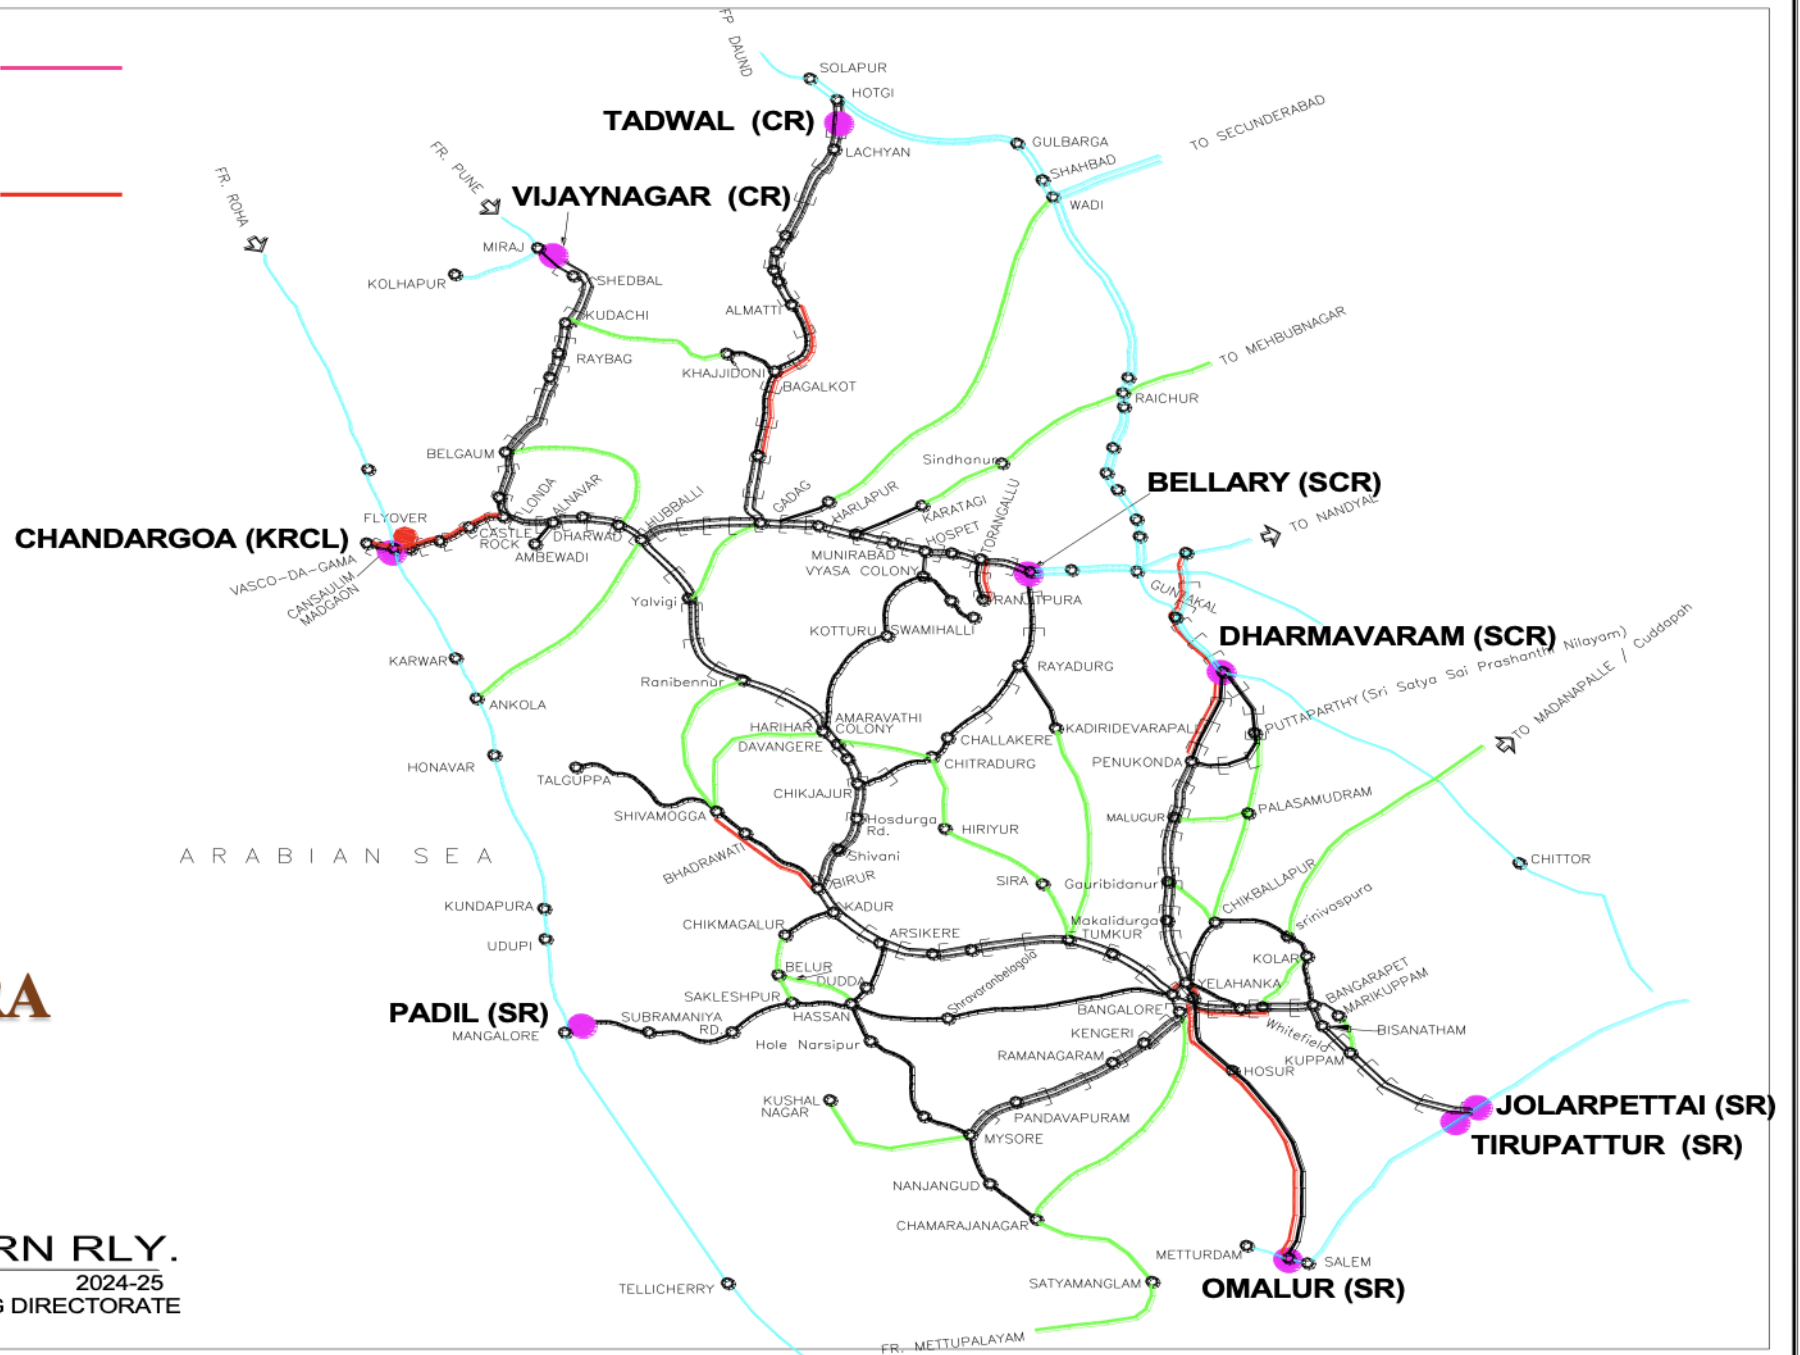 FP DAUND
SOLAPUR
HOTGI
TADWAL (CR)
LACHYAN
GULBARGA
SHAHBAD
WADI
TO SECUNDERABAD
FR. PUNE
FR. ROHA
VIJAYNAGAR (CR)
MIRAJ
KOLHAPUR
SHEDBAL
KUDACHI
RAYBAG
ALMATTI
KHAJJIDONI
BAGALKOT
TO MEHBUBNAGAR
RAICHUR
BELGAUM
Sindhanur
LONDA
ALNAVAR
HUBBALLI
GADAG
HARLAPUR
KARATAGI
TORANGALLU
BELLARY (SCR)
FLYOVER
CHANDARGOA (KRCL)
CASTLE
ROCK
DHARWAD
AMBEWADI
MUNIRABAD
HOSPET
VYASA COLONY
TO NANDYAL
VASCO-DA-GAMA
CANSAULIM
MADGAON
GUNTAKAL
RANJITPURA
Yalvigi
KOTTURU
SWAMIHALLI
DHARMAVARAM (SCR)
KARWAR
RAYADURG
PUTTAPARTHY (Sri Satya Sai Prashanthi Nilayam)
TO MADANAPALLE / Cuddapah
Ranibennur
ANKOLA
HARIHAR
AMARAVATHI
COLONY
DAVANGERE
CHALLAKERE
KADIRIDEVARAPALLI
HONAVAR
TALGUPPA
CHITRADURG
PENUKONDA
CHIKJAJUR
PALASAMUDRAM
SHIVAMOGGA
Hosdurga
Rd.
HIRIYUR
MALUGUR
ARABIAN SEA
BHADRAWATI
Shivani
CHITTOR
BIRUR
SIRA
Gauribidanur
CHIKBALLAPUR
srinivaspura
KUNDAPURA
KADUR
CHIKMAGALUR
ARSIKERE
Makalidurga
TUMKUR
UDUPI
KOLAR
BELUR
DUDDA
Shravaranbelagola
YELAHANKA
BANGARAPET
MARIKUPPAM
RA
SAKLESHPUR
PADIL (SR)
MANGALORE
SUBRAMANIYA
RD.
HASSAN
BANGALORE
BISANATHAM
Whitefield
Hole Narsipur
KENGERI
RAMANAGARAM
KUPPAM
HOSUR
KUSHAL
NAGAR
PANDAVAPURAM
JOLARPETTAI (SR)
MYSORE
TIRUPATTUR (SR)
NANJANGUD
CHAMARAJANAGAR
RN RLY.
2024-25
G DIRECTORATE
METTURDAM
SALEM
TELLICHERRY
SATYAMANGLAM
OMALUR (SR)
FR. METTUPALAYAM